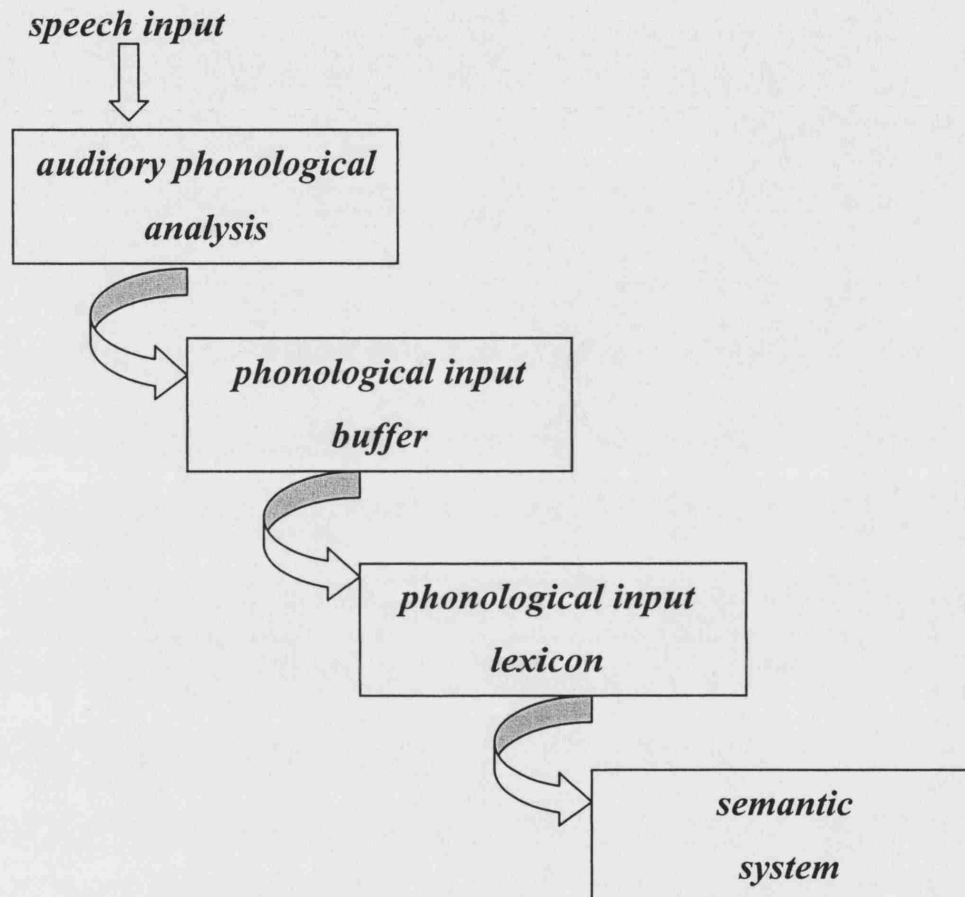 speech input
auditory phonological
analysis
phonological input
buffer
phonological input
lexicon
semantic
system